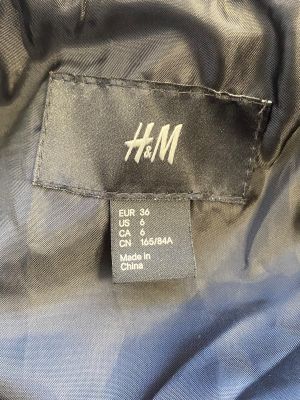 H&M
EUR 36
US 6
CA 6
CN 165/84A
Made in
China